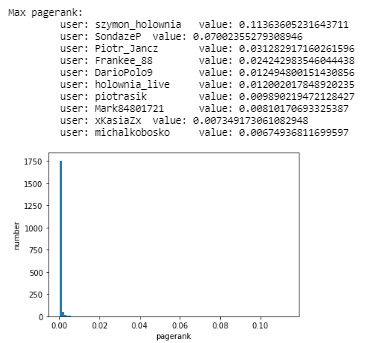 Max pagerank:
user: szymon_holownia value: 0.11363605231643711
user: SondazeP value: 0.07002355279308946
user: Piotr_Jancz value: 0.031282917160261596
user: Frankee_88 value: 0.024242983546044438
user: DarioPolo9 value: 0.012494800151430856
user: holownia_live value: 0.012002017848920235
user: piotrasik value: 0.009890219472128427
user: Mark84801721 value: 0.00810170693325387
user: xKasiaZx value: 0.007349173061082948
user: michalkobosko value: 0.00674936811699597
1750
1500
1250
1000
750
500
250
0
number
0.00 0.02 0.04 0.06 0.08 0.10
pagerank